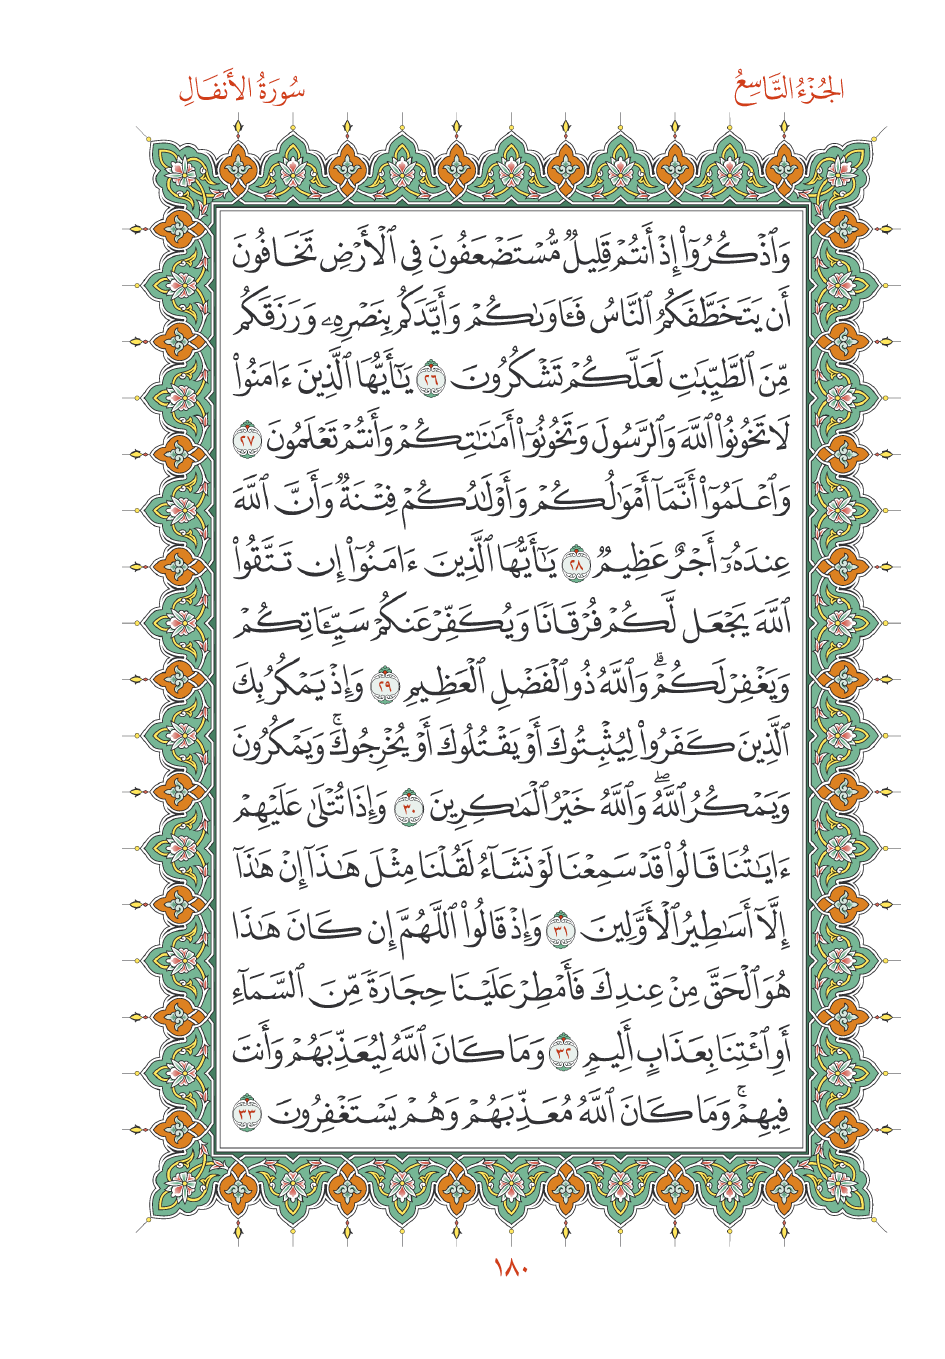 الجُزْءُ التَّاسِعُ
سُورَةُ الأَنفَالِ
وَٱذْكُرُوٓا۟ إِذْ أَنتُمْ قَلِيلٌ مُّسْتَضْعَفُونَ فِى ٱلْأَرْضِ تَخَافُونَ
أَن يَتَخَطَّفَكُمُ ٱلنَّاسُ فَـَٔاوَىٰكُمْ وَأَيَّدَكُم بِنَصْرِهِۦ وَرَزَقَكُم
مِّنَ ٱلطَّيِّبَـٰتِ لَعَلَّكُمْ تَشْكُرُونَ ٢٦ يَـٰٓأَيُّهَا ٱلَّذِينَ ءَامَنُوا۟
لَا تَخُونُوا۟ ٱللَّهَ وَٱلرَّسُولَ وَتَخُونُوٓا۟ أَمَـٰنَـٰتِكُمْ وَأَنتُمْ تَعْلَمُونَ ٢٧
وَٱعْلَمُوٓا۟ أَنَّمَآ أَمْوَٰلُكُمْ وَأَوْلَـٰدُكُمْ فِتْنَةٌ وَأَنَّ ٱللَّهَ
عِندَهُۥٓ أَجْرٌ عَظِيمٌ ٢٨ يَـٰٓأَيُّهَا ٱلَّذِينَ ءَامَنُوٓا۟ إِن تَتَّقُوا۟
ٱللَّهَ يَجْعَل لَّكُمْ فُرْقَانًا وَيُكَفِّرْ عَنكُمْ سَيِّـَٔاتِكُمْ
وَيَغْفِرْ لَكُمْ ۗ وَٱللَّهُ ذُو ٱلْفَضْلِ ٱلْعَظِيمِ ٢٩ وَإِذْ يَمْكُرُ بِكَ
ٱلَّذِينَ كَفَرُوا۟ لِيُثْبِتُوكَ أَوْ يَقْتُلُوكَ أَوْ يُخْرِجُوكَ ۚ وَيَمْكُرُونَ
وَيَمْكُرُ ٱللَّهُ ۖ وَٱللَّهُ خَيْرُ ٱلْمَـٰكِرِينَ ٣٠ وَإِذَا تُتْلَىٰ عَلَيْهِمْ
ءَايَـٰتُنَا قَالُوا۟ قَدْ سَمِعْنَا لَوْ نَشَآءُ لَقُلْنَا مِثْلَ هَـٰذَآ إِنْ هَـٰذَآ
إِلَّآ أَسَـٰطِيرُ ٱلْأَوَّلِينَ ٣١ وَإِذْ قَالُوا۟ ٱللَّهُمَّ إِن كَانَ هَـٰذَا
هُوَ ٱلْحَقَّ مِنْ عِندِكَ فَأَمْطِرْ عَلَيْنَا حِجَارَةً مِّنَ ٱلسَّمَآءِ
أَوِ ٱئْتِنَا بِعَذَابٍ أَلِيمٍ ٣٢ وَمَا كَانَ ٱللَّهُ لِيُعَذِّبَهُمْ وَأَنتَ
فِيهِمْ ۚ وَمَا كَانَ ٱللَّهُ مُعَذِّبَهُمْ وَهُمْ يَسْتَغْفِرُونَ ٣٣
١٨٠